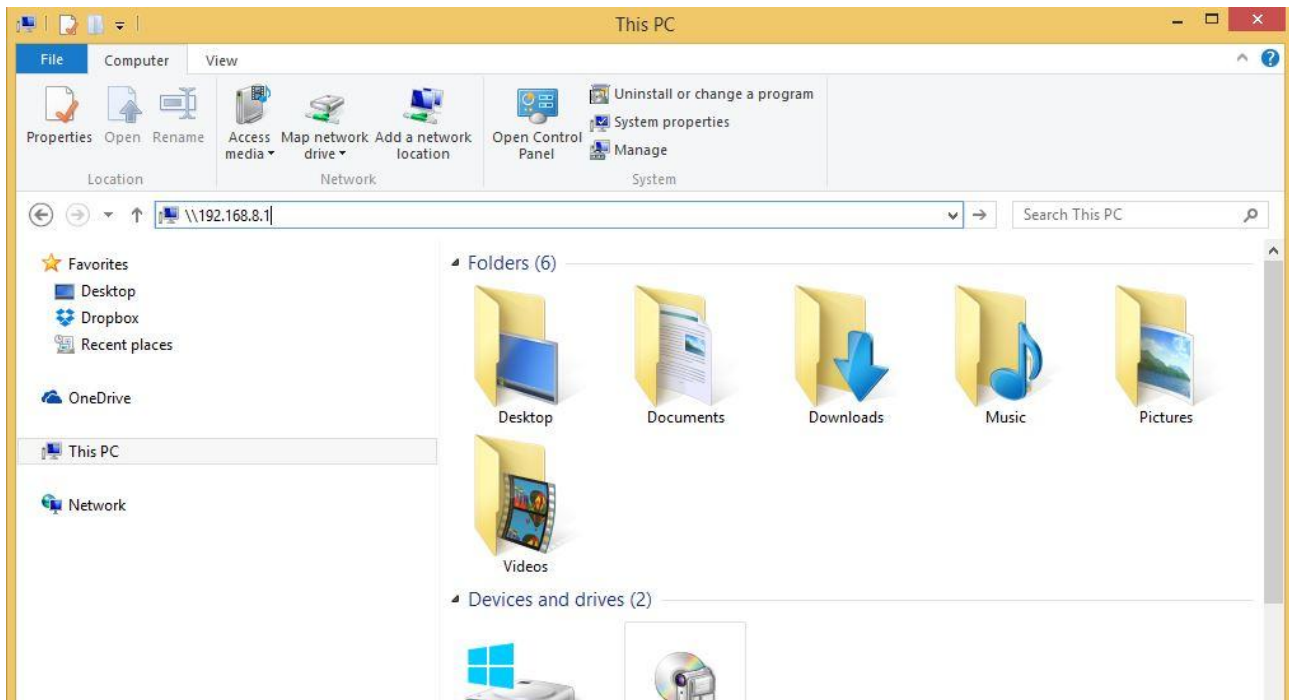 This PC
File Computer View
Properties Open Rename
Access media
Map network drive
Add a network location
Open Control Panel
Uninstall or change a program
System properties
Manage
Location Network System
\\192.168.8.1
Search This PC
Favorites
Desktop
Dropbox
Recent places
OneDrive
This PC
Network
Folders (6)
Desktop Documents Downloads Music Pictures
Videos
Devices and drives (2)